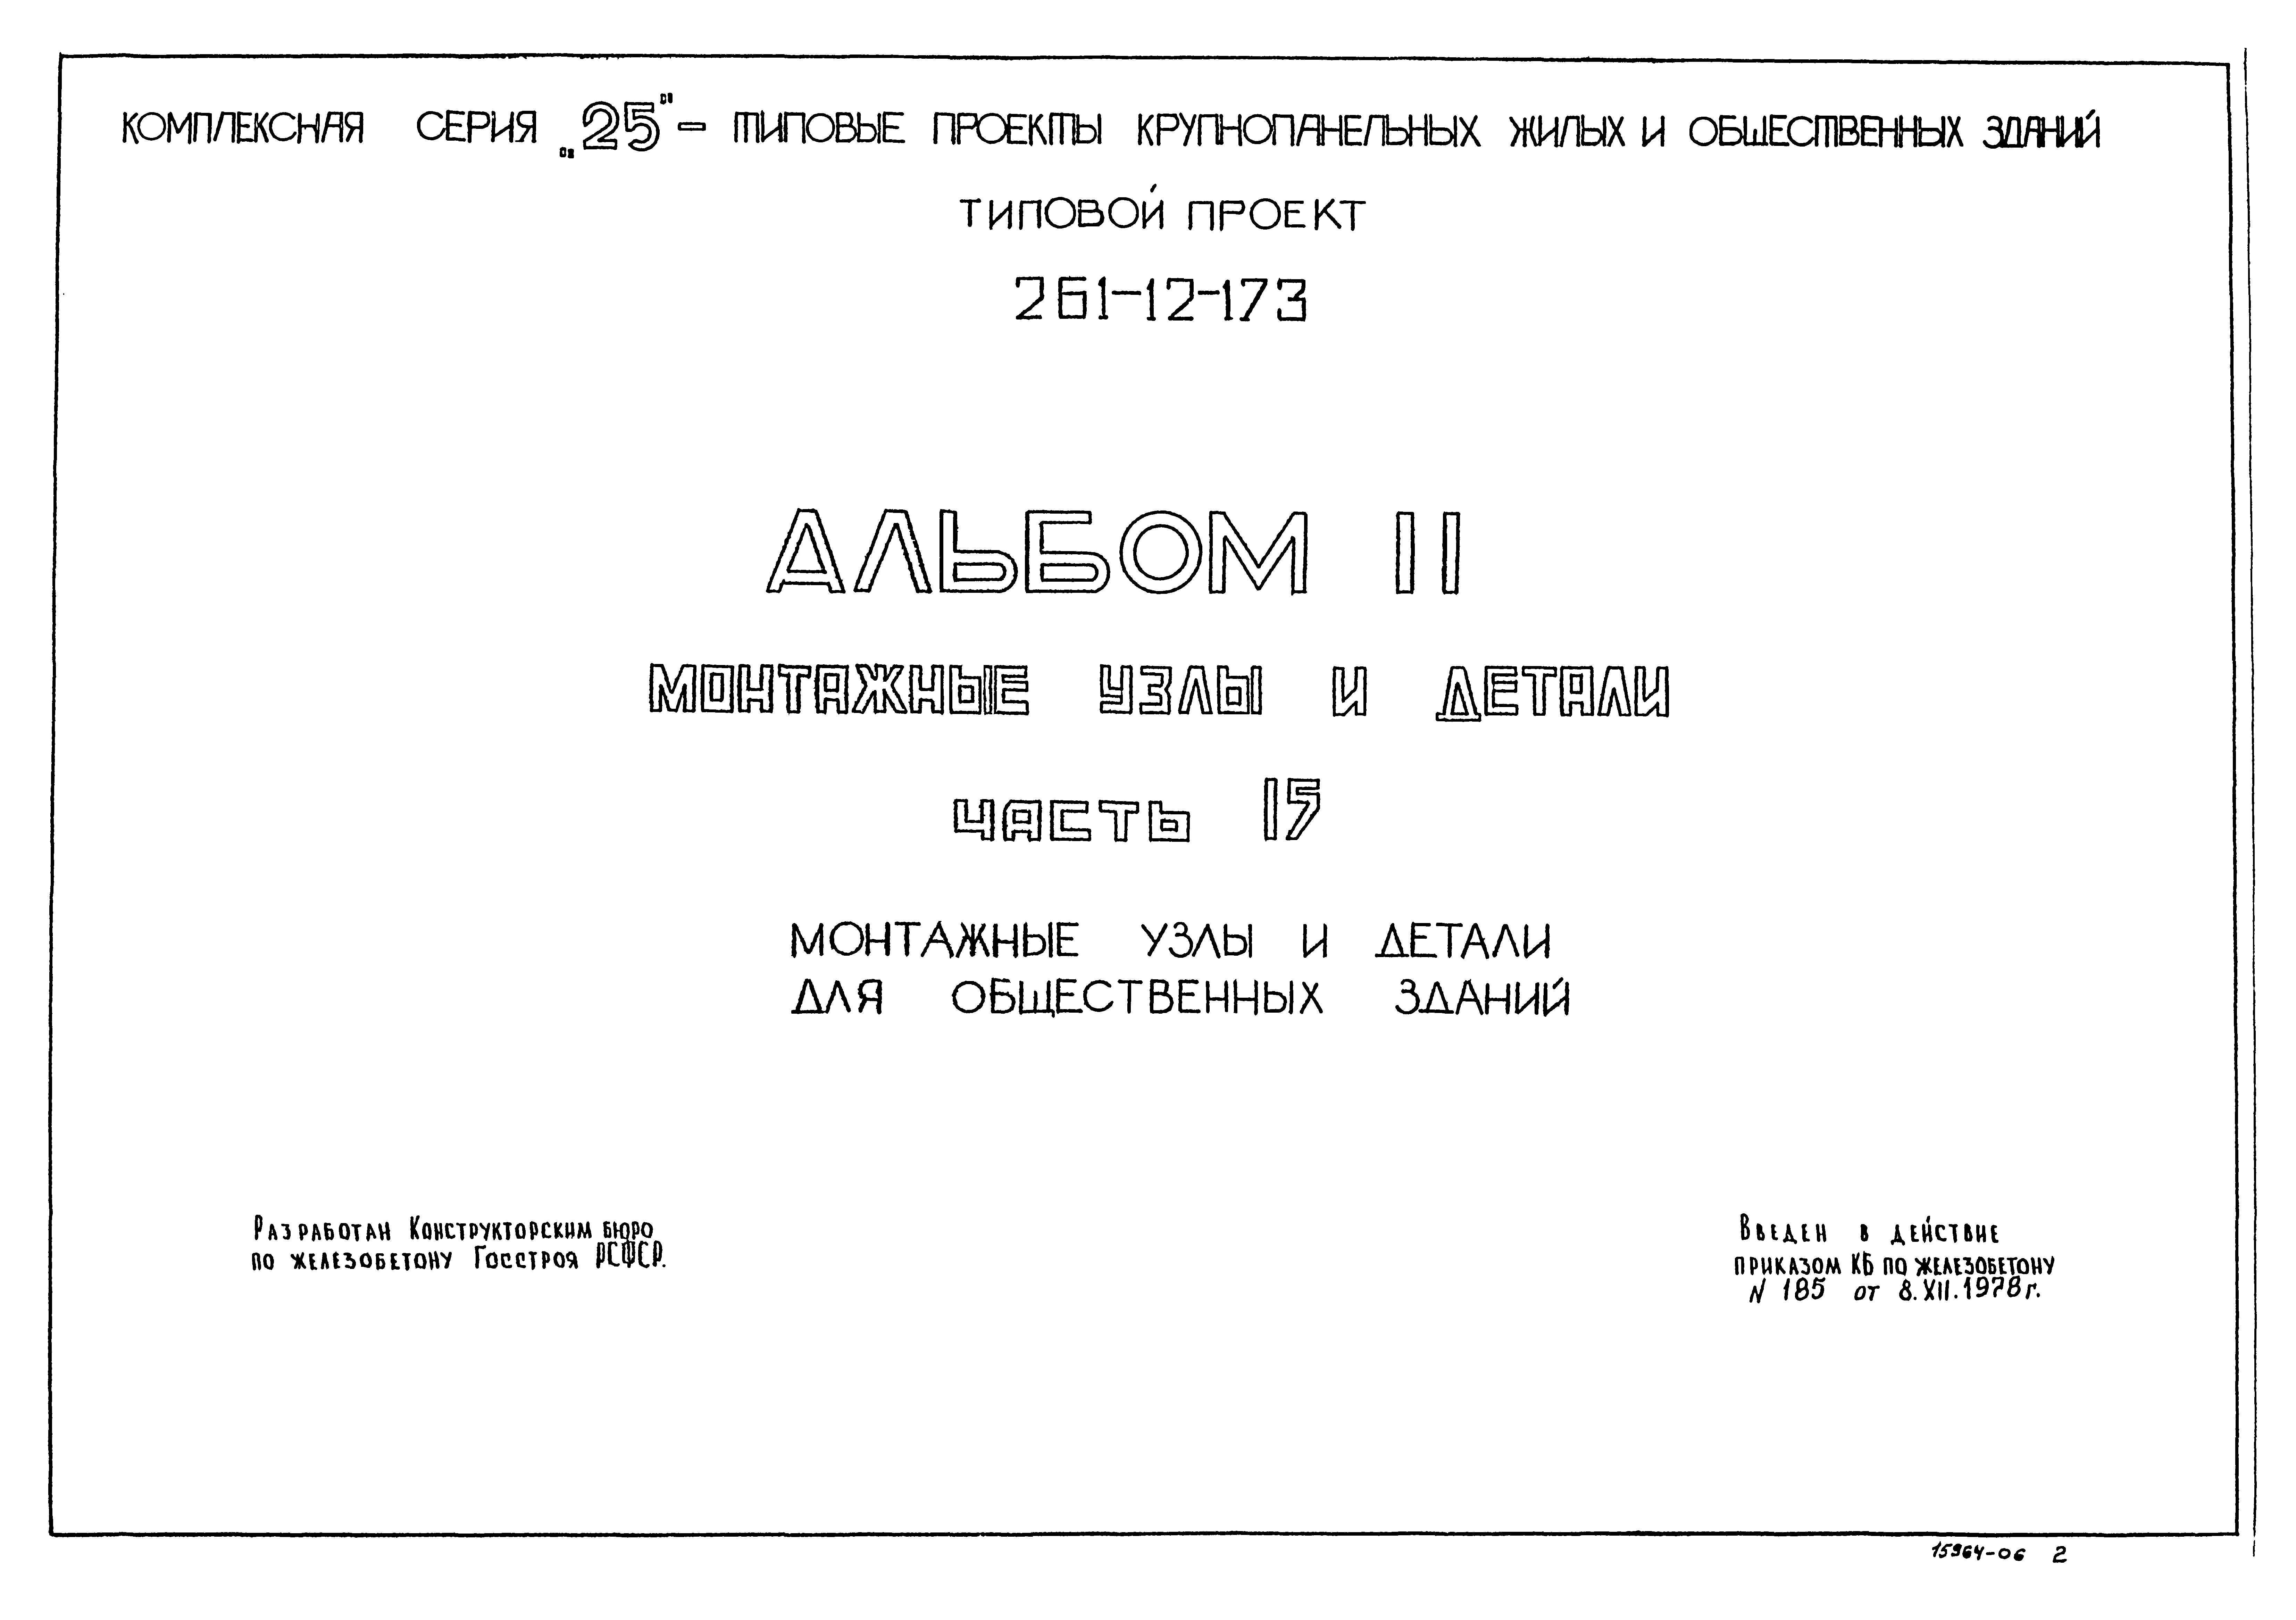 КОМПЛЕКСНАЯ СЕРИЯ „25" – ТИПОВЫЕ ПРОЕКТЫ КРУПНОПАНЕЛЬНЫХ ЖИЛЫХ И ОБЩЕСТВЕННЫХ ЗДАНИЙ
ТИПОВОЙ ПРОЕКТ
261-12-173
АЛЬБОМ II
МОНТАЖНЫЕ УЗЛЫ И ДЕТАЛИ
ЧАСТЬ 15
МОНТАЖНЫЕ УЗЛЫ И ДЕТАЛИ
ДЛЯ ОБЩЕСТВЕННЫХ ЗДАНИЙ
РАЗРАБОТАН КОНСТРУКТОРСКИМ БЮРО
ПО ЖЕЛЕЗОБЕТОНУ ГОССТРОЯ РСФСР.
ВВЕДЕН В ДЕЙСТВИЕ
ПРИКАЗОМ КБ ПО ЖЕЛЕЗОБЕТОНУ
N 185 от 8.XII.1978г.
15964-06 2